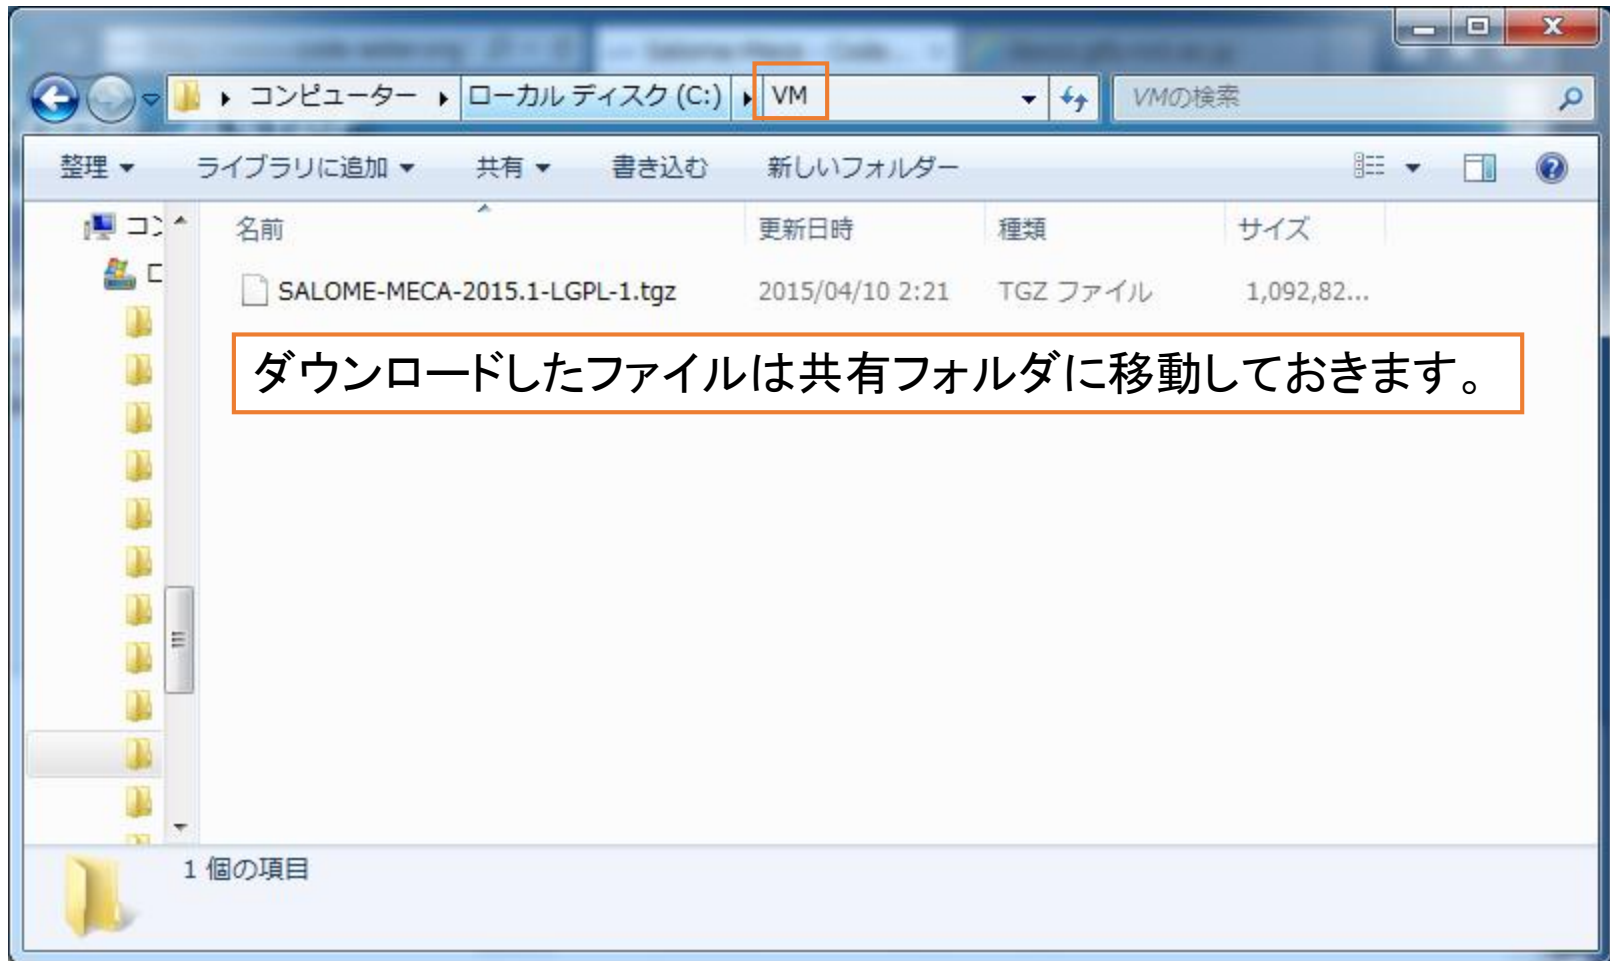 コンピューター ローカル ディスク (C:) VM VMの検索
整理 ライブラリに追加 共有 書き込む 新しいフォルダー
コン 名前 更新日時 種類 サイズ
SALOME-MECA-2015.1-LGPL-1.tgz 2015/04/10 2:21 TGZ ファイル 1,092,82...
ダウンロードしたファイルは共有フォルダに移動しておきます。
1 個の項目